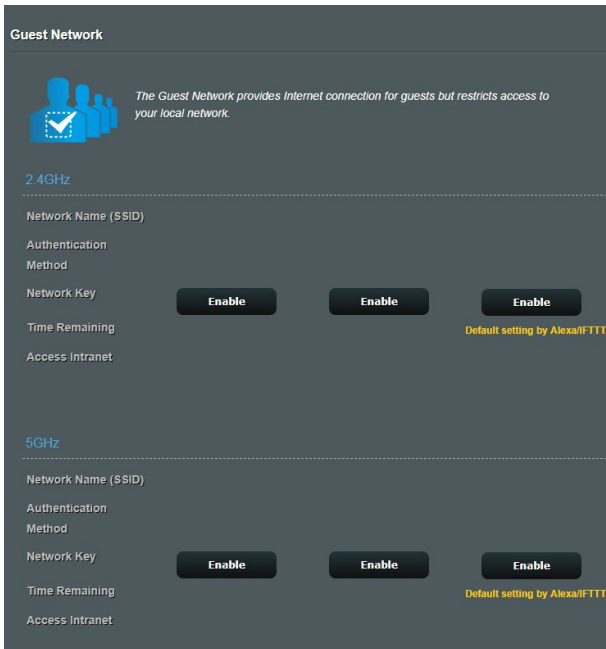 Guest Network
The Guest Network provides Internet connection for guests but restricts access to
your local network.
2.4GHz
Network Name (SSID)
Authentication
Method
Network Key
Enable
Enable
Enable
Time Remaining
Default setting by Alexa/IFTTT
Access Intranet
5GHz
Network Name (SSID)
Authentication
Method
Network Key
Enable
Enable
Enable
Time Remaining
Default setting by Alexa/IFTTT
Access Intranet